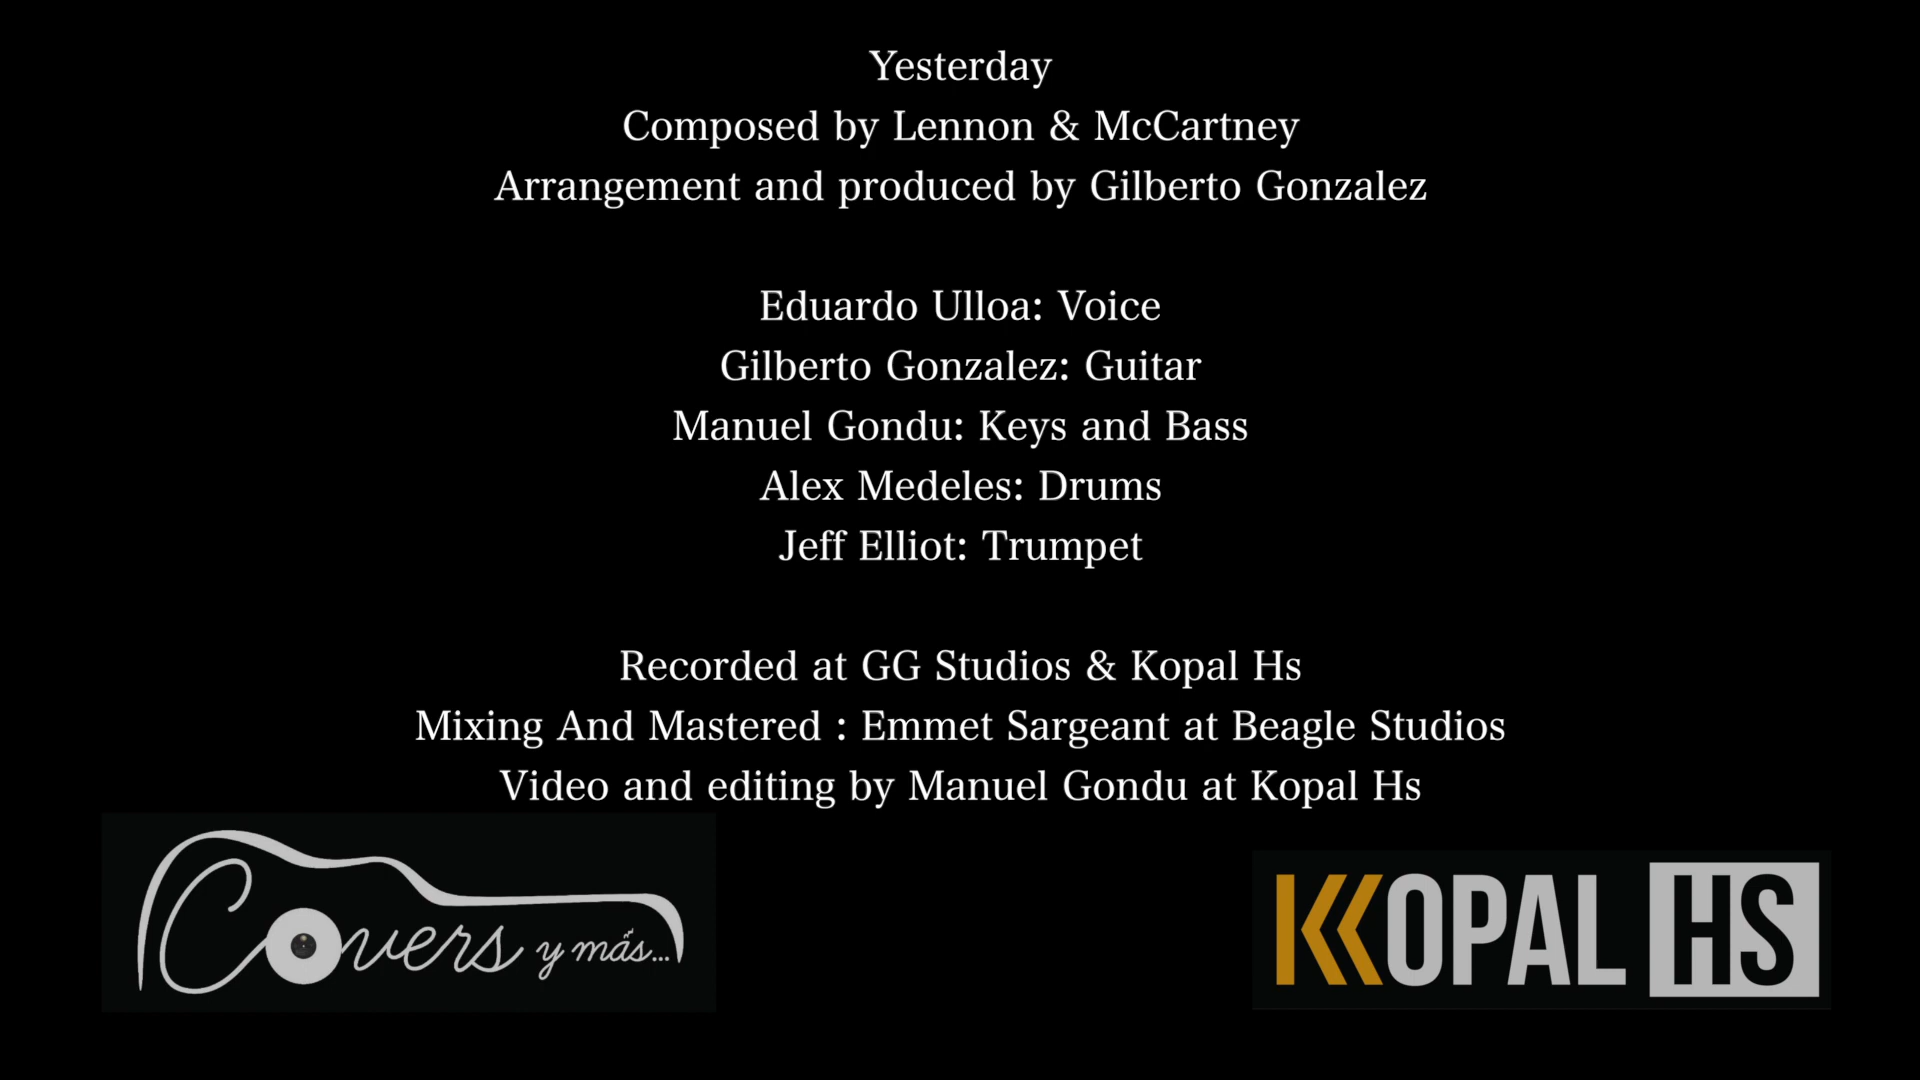 Yesterday
Composed by Lennon & McCartney
Arrangement and produced by Gilberto Gonzalez
Eduardo Ulloa: Voice
Gilberto Gonzalez: Guitar
Manuel Gondu: Keys and Bass
Alex Medeles: Drums
Jeff Elliot: Trumpet
Recorded at GG Studios & Kopal Hs
Mixing And Mastered : Emmet Sargeant at Beagle Studios
Video and editing by Manuel Gondu at Kopal Hs
Covers y más...
KOPAL HS